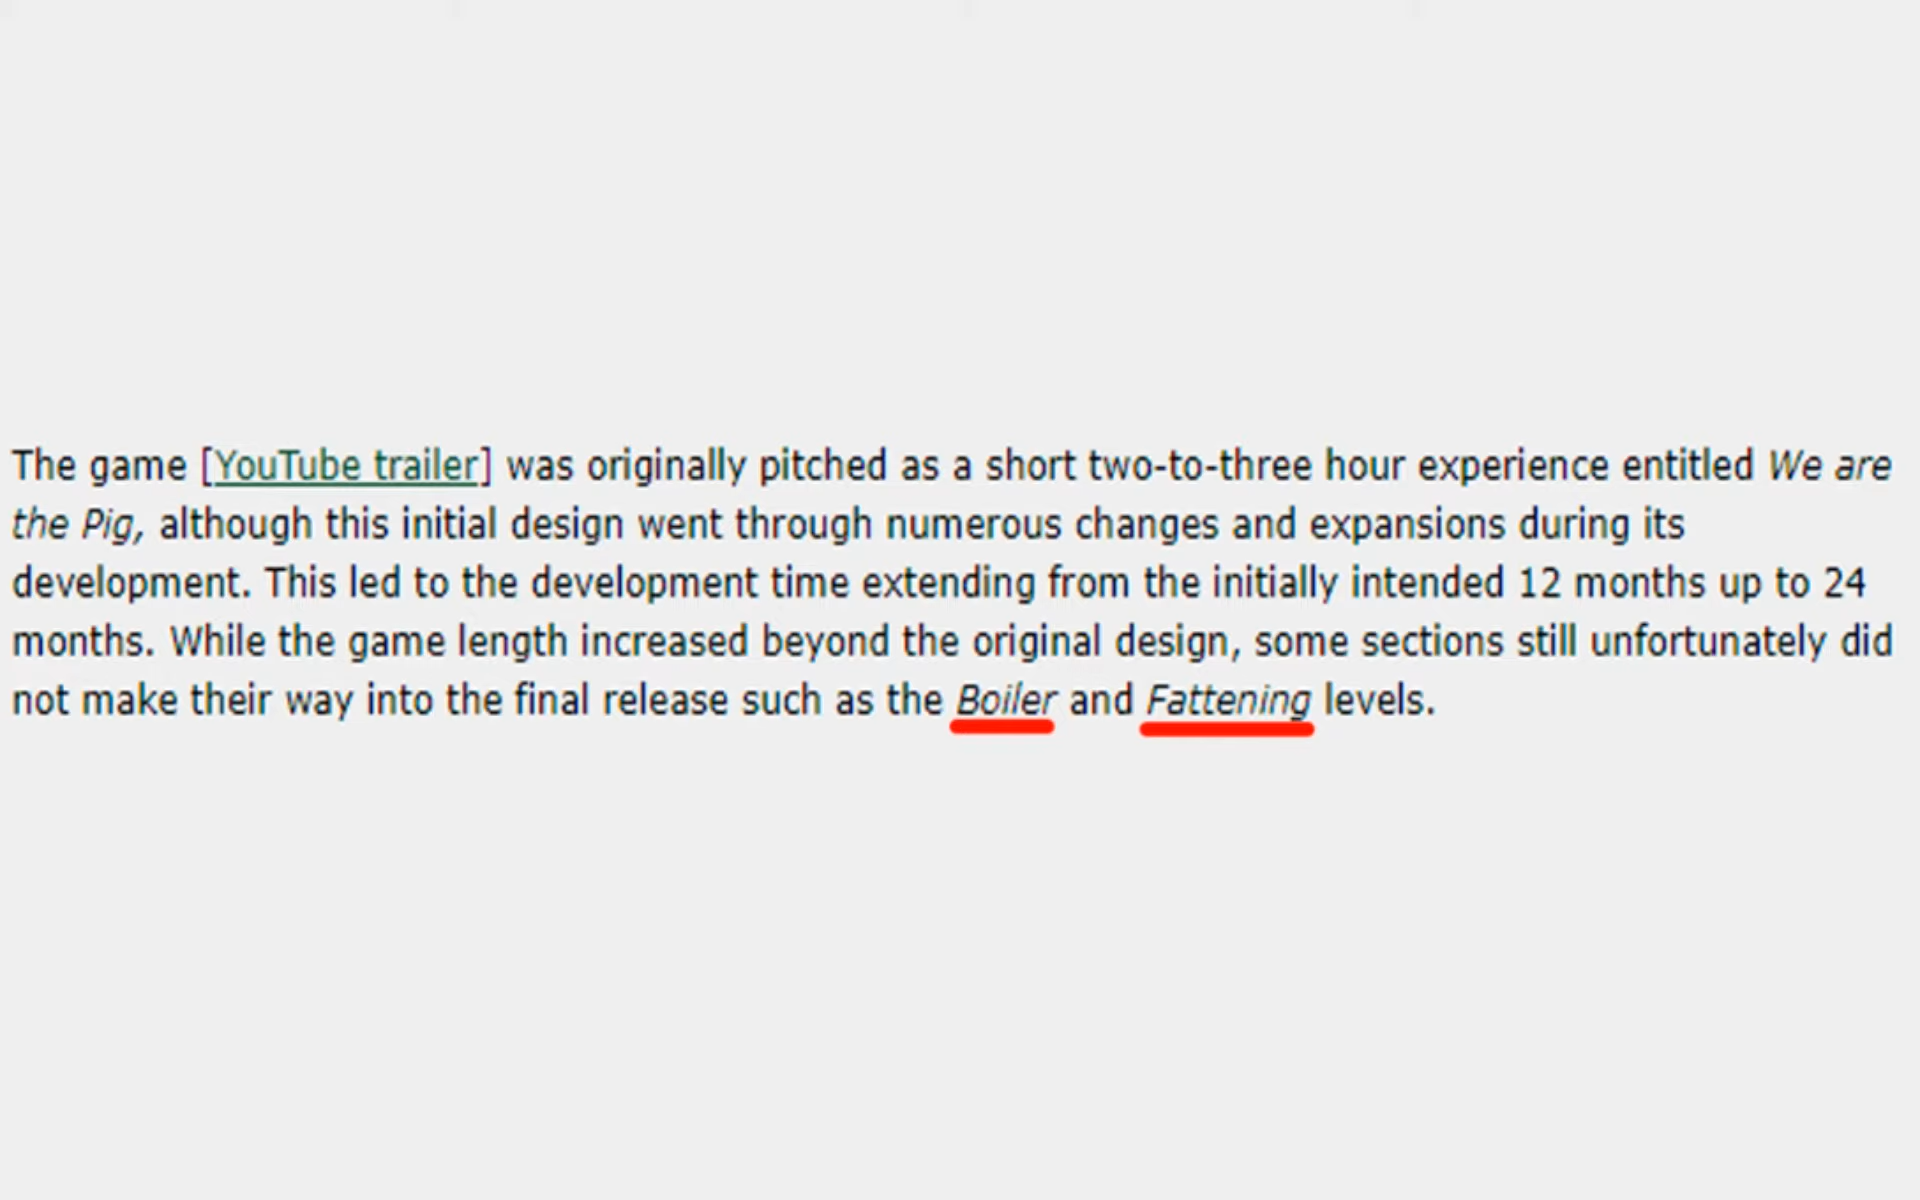 The game [YouTube trailer] was originally pitched as a short two-to-three hour experience entitled We are
the Pig, although this initial design went through numerous changes and expansions during its
development. This led to the development time extending from the initially intended 12 months up to 24
months. While the game length increased beyond the original design, some sections still unfortunately did
not make their way into the final release such as the Boiler and Fattening levels.